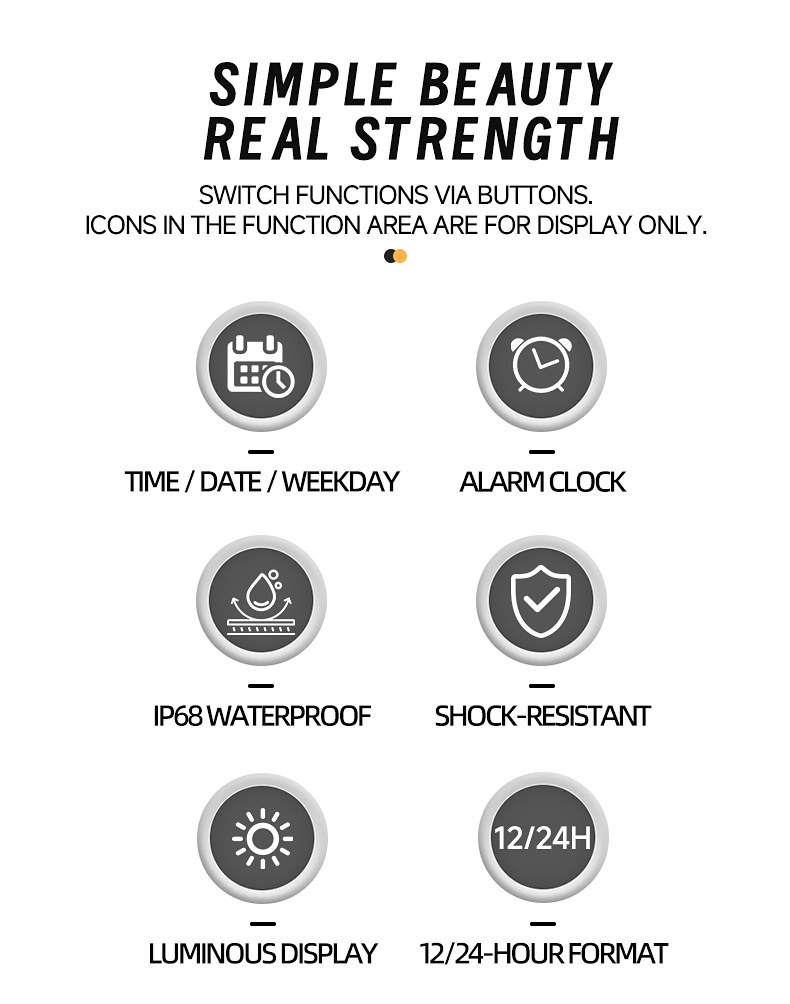 SIMPLE BEAUTY
REAL STRENGTH
SWITCH FUNCTIONS VIA BUTTONS.
ICONS IN THE FUNCTION AREA ARE FOR DISPLAY ONLY.
TIME / DATE / WEEKDAY
ALARM CLOCK
IP68 WATERPROOF
SHOCK-RESISTANT
12/24H
LUMINOUS DISPLAY
12/24-HOUR FORMAT